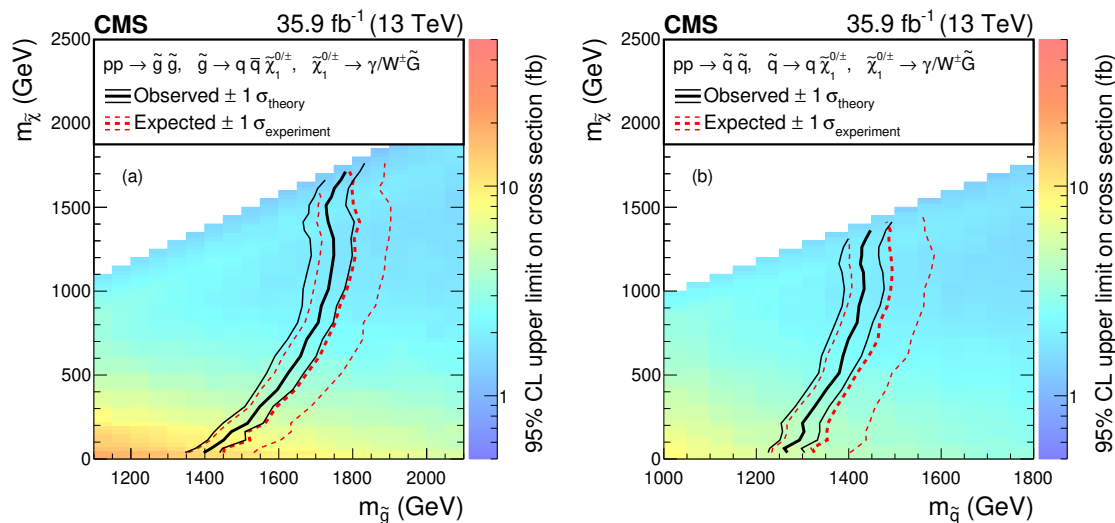 CMS 35.9 fb⁻¹ (13 TeV)
pp → g̃ g̃, g̃ → q q̄ χ̃₁⁰ᐟ±, χ̃₁⁰ᐟ± → γ/W±G̃
Observed ± 1 σtheory
Expected ± 1 σexperiment
(a)
mχ̃ (GeV)
2500
2000
1500
1000
500
0
1200 1400 1600 1800 2000
mg̃ (GeV)
10
1
95% CL upper limit on cross section (fb)
CMS 35.9 fb⁻¹ (13 TeV)
pp → q̃ q̃, q̃ → q χ̃₁⁰ᐟ±, χ̃₁⁰ᐟ± → γ/W±G̃
Observed ± 1 σtheory
Expected ± 1 σexperiment
(b)
mχ̃ (GeV)
2500
2000
1500
1000
500
0
1000 1200 1400 1600 1800
mq̃ (GeV)
10
1
95% CL upper limit on cross section (fb)